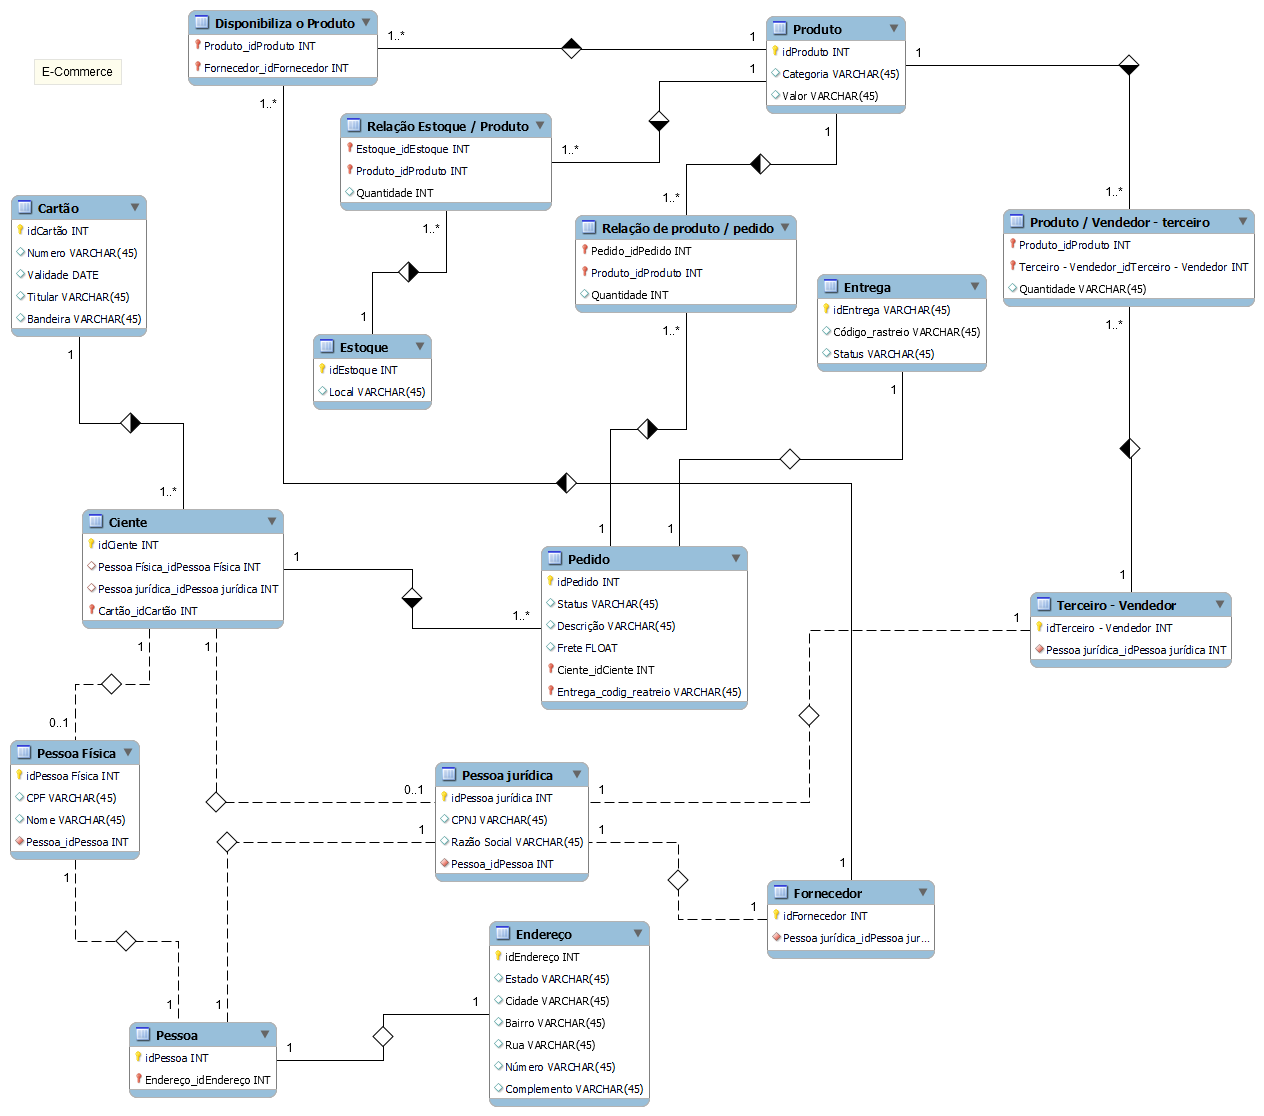 E-Commerce
Disponibiliza o Produto
Produto_idProduto INT
Fornecedor_idFornecedor INT
1..*
1
1..*
Produto
idProduto INT
Categoria VARCHAR(45)
Valor VARCHAR(45)
1
1
1
Relação Estoque / Produto
Estoque_idEstoque INT
Produto_idProduto INT
Quantidade INT
1..*
1..*
Estoque
idEstoque INT
Local VARCHAR(45)
1
Relação de produto / pedido
Pedido_idPedido INT
Produto_idProduto INT
Quantidade INT
1..*
1..*
Produto / Vendedor - terceiro
Produto_idProduto INT
Terceiro - Vendedor_idTerceiro - Vendedor INT
Quantidade VARCHAR(45)
1..*
1..*
Cartão
idCartão INT
Numero VARCHAR(45)
Validade DATE
Titular VARCHAR(45)
Bandeira VARCHAR(45)
1
1..*
Entrega
idEntrega VARCHAR(45)
Código_rastreio VARCHAR(45)
Status VARCHAR(45)
1
Ciente
idCiente INT
Pessoa Física_idPessoa Física INT
Pessoa jurídica_idPessoa jurídica INT
Cartão_idCartão INT
1
1..*
1
1
Pedido
idPedido INT
Status VARCHAR(45)
Descrição VARCHAR(45)
Frete FLOAT
Ciente_idCiente INT
Entrega_codig_reatreio VARCHAR(45)
1
1
Terceiro - Vendedor
idTerceiro - Vendedor INT
Pessoa jurídica_idPessoa jurídica INT
1
1
Pessoa Física
idPessoa Física INT
CPF VARCHAR(45)
Nome VARCHAR(45)
Pessoa_idPessoa INT
0..1
1
Pessoa jurídica
idPessoa jurídica INT
CPNJ VARCHAR(45)
Razão Social VARCHAR(45)
Pessoa_idPessoa INT
0..1
1
1
1
Fornecedor
idFornecedor INT
Pessoa jurídica_idPessoa jur...
1
1
Endereço
idEndereço INT
Estado VARCHAR(45)
Cidade VARCHAR(45)
Bairro VARCHAR(45)
Rua VARCHAR(45)
Número VARCHAR(45)
Complemento VARCHAR(45)
1
Pessoa
idPessoa INT
Endereço_idEndereço INT
1
1
1